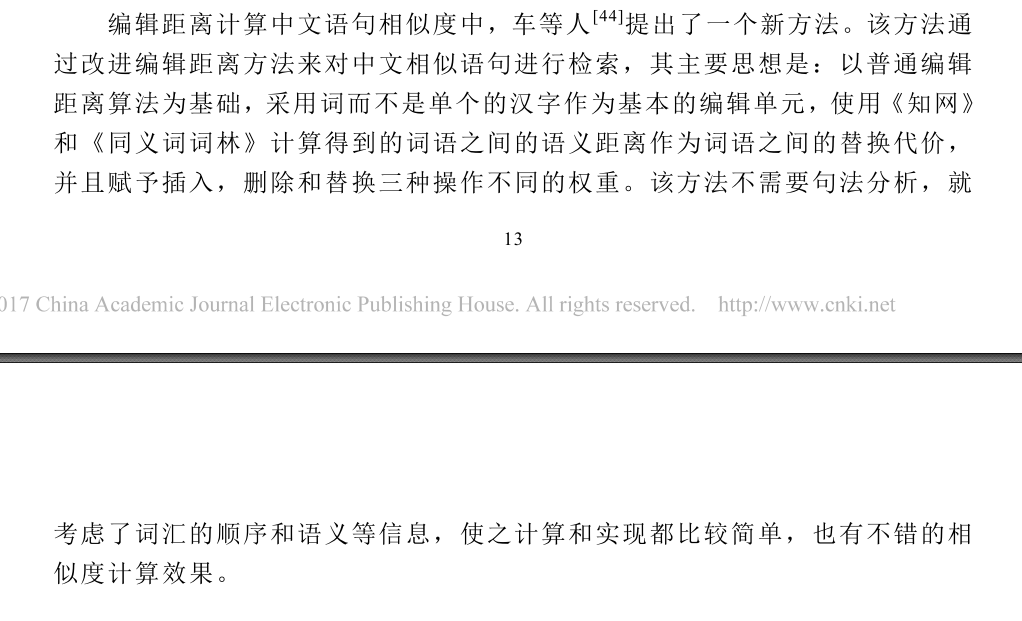 编辑距离计算中文语句相似度中，车等人[44]提出了一个新方法。该方法通
过改进编辑距离方法来对中文相似语句进行检索，其主要思想是：以普通编辑
距离算法为基础，采用词而不是单个的汉字作为基本的编辑单元，使用《知网》
和《同义词词林》计算得到的词语之间的语义距离作为词语之间的替换代价，
并且赋予插入，删除和替换三种操作不同的权重。该方法不需要句法分析，就
13
017 China Academic Journal Electronic Publishing House. All rights reserved. http://www.cnki.net
考虑了词汇的顺序和语义等信息，使之计算和实现都比较简单，也有不错的相
似度计算效果。